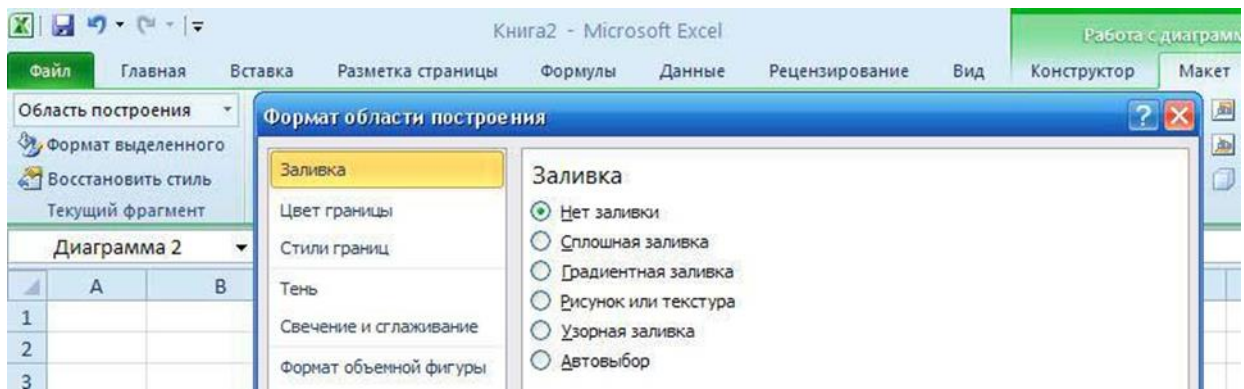 Книга2 - Microsoft Excel
Работа с диаграмм
Файл Главная Вставка Разметка страницы Формулы Данные Рецензирование Вид Конструктор Макет
Область построения
Формат выделенного
Восстановить стиль
Текущий фрагмент
Диаграмма 2
A B
1
2
3
Формат области построения
Заливка
Цвет границы
Стили границ
Тень
Свечение и сглаживание
Формат объемной фигуры
Заливка
Нет заливки
Сплошная заливка
Градиентная заливка
Рисунок или текстура
Узорная заливка
Автовыбор